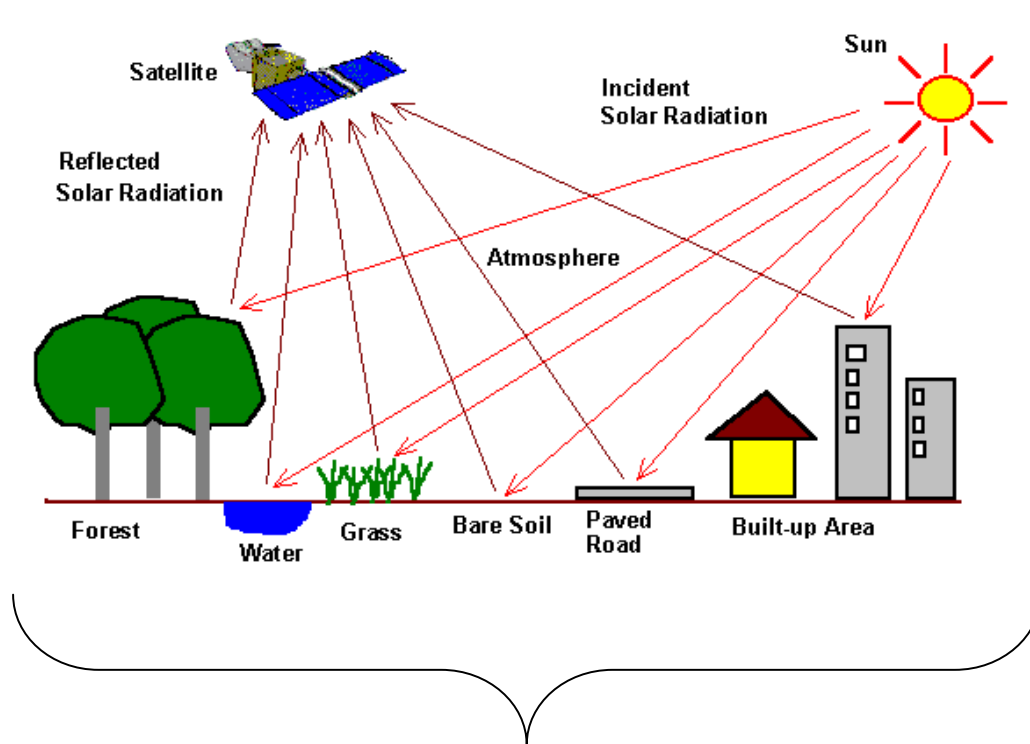 Sun
Satellite
Incident
Solar Radiation
Reflected
Solar Radiation
Atmosphere
Forest
Water
Grass
Bare Soil
Paved
Road
Built-up Area